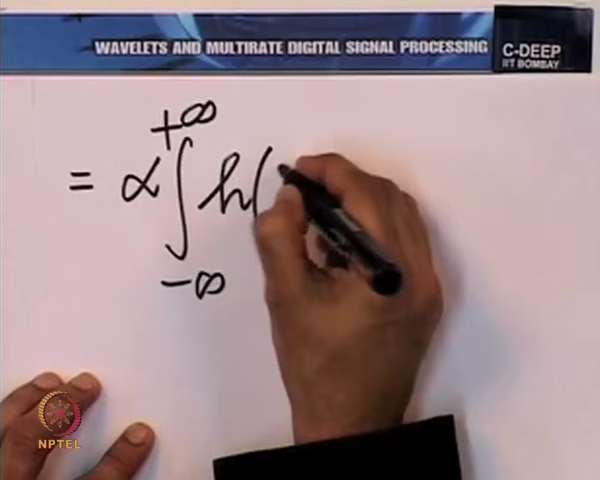 WAVELETS AND MULTIRATE DIGITAL SIGNAL PROCESSING
C-DEEP
IIT BOMBAY
+∞
= α ∫ h(
-∞
NPTEL